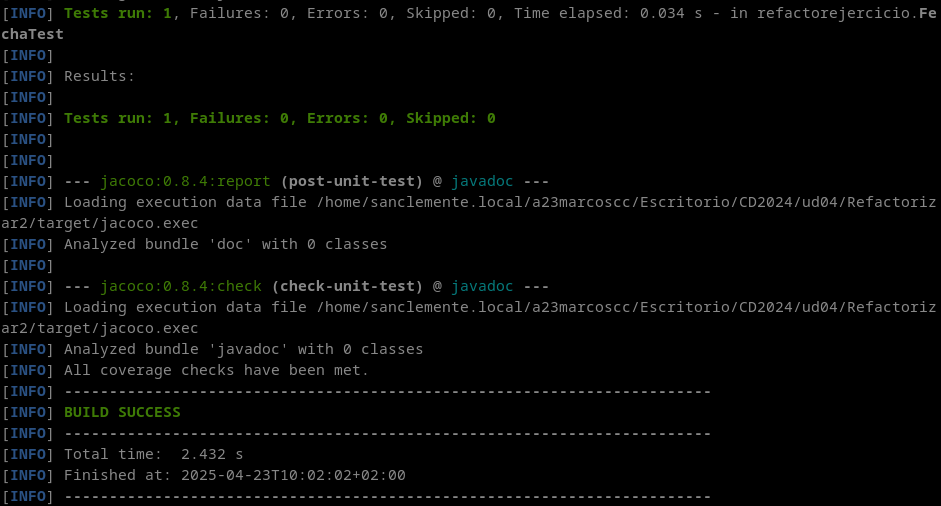 [INFO] Tests run: 1, Failures: 0, Errors: 0, Skipped: 0, Time elapsed: 0.034 s - in refactorejercicio.Fe
chaTest
[INFO]
[INFO] Results:
[INFO]
[INFO] Tests run: 1, Failures: 0, Errors: 0, Skipped: 0
[INFO]
[INFO]
[INFO] --- jacoco:0.8.4:report (post-unit-test) @ javadoc ---
[INFO] Loading execution data file /home/sanclemente.local/a23marcoscc/Escritorio/CD2024/ud04/Refactoriz
ar2/target/jacoco.exec
[INFO] Analyzed bundle 'doc' with 0 classes
[INFO]
[INFO] --- jacoco:0.8.4:check (check-unit-test) @ javadoc ---
[INFO] Loading execution data file /home/sanclemente.local/a23marcoscc/Escritorio/CD2024/ud04/Refactoriz
ar2/target/jacoco.exec
[INFO] Analyzed bundle 'javadoc' with 0 classes
[INFO] All coverage checks have been met.
[INFO] ------------------------------------------------------------------------
[INFO] BUILD SUCCESS
[INFO] ------------------------------------------------------------------------
[INFO] Total time:  2.432 s
[INFO] Finished at: 2025-04-23T10:02:02+02:00
[INFO] ------------------------------------------------------------------------